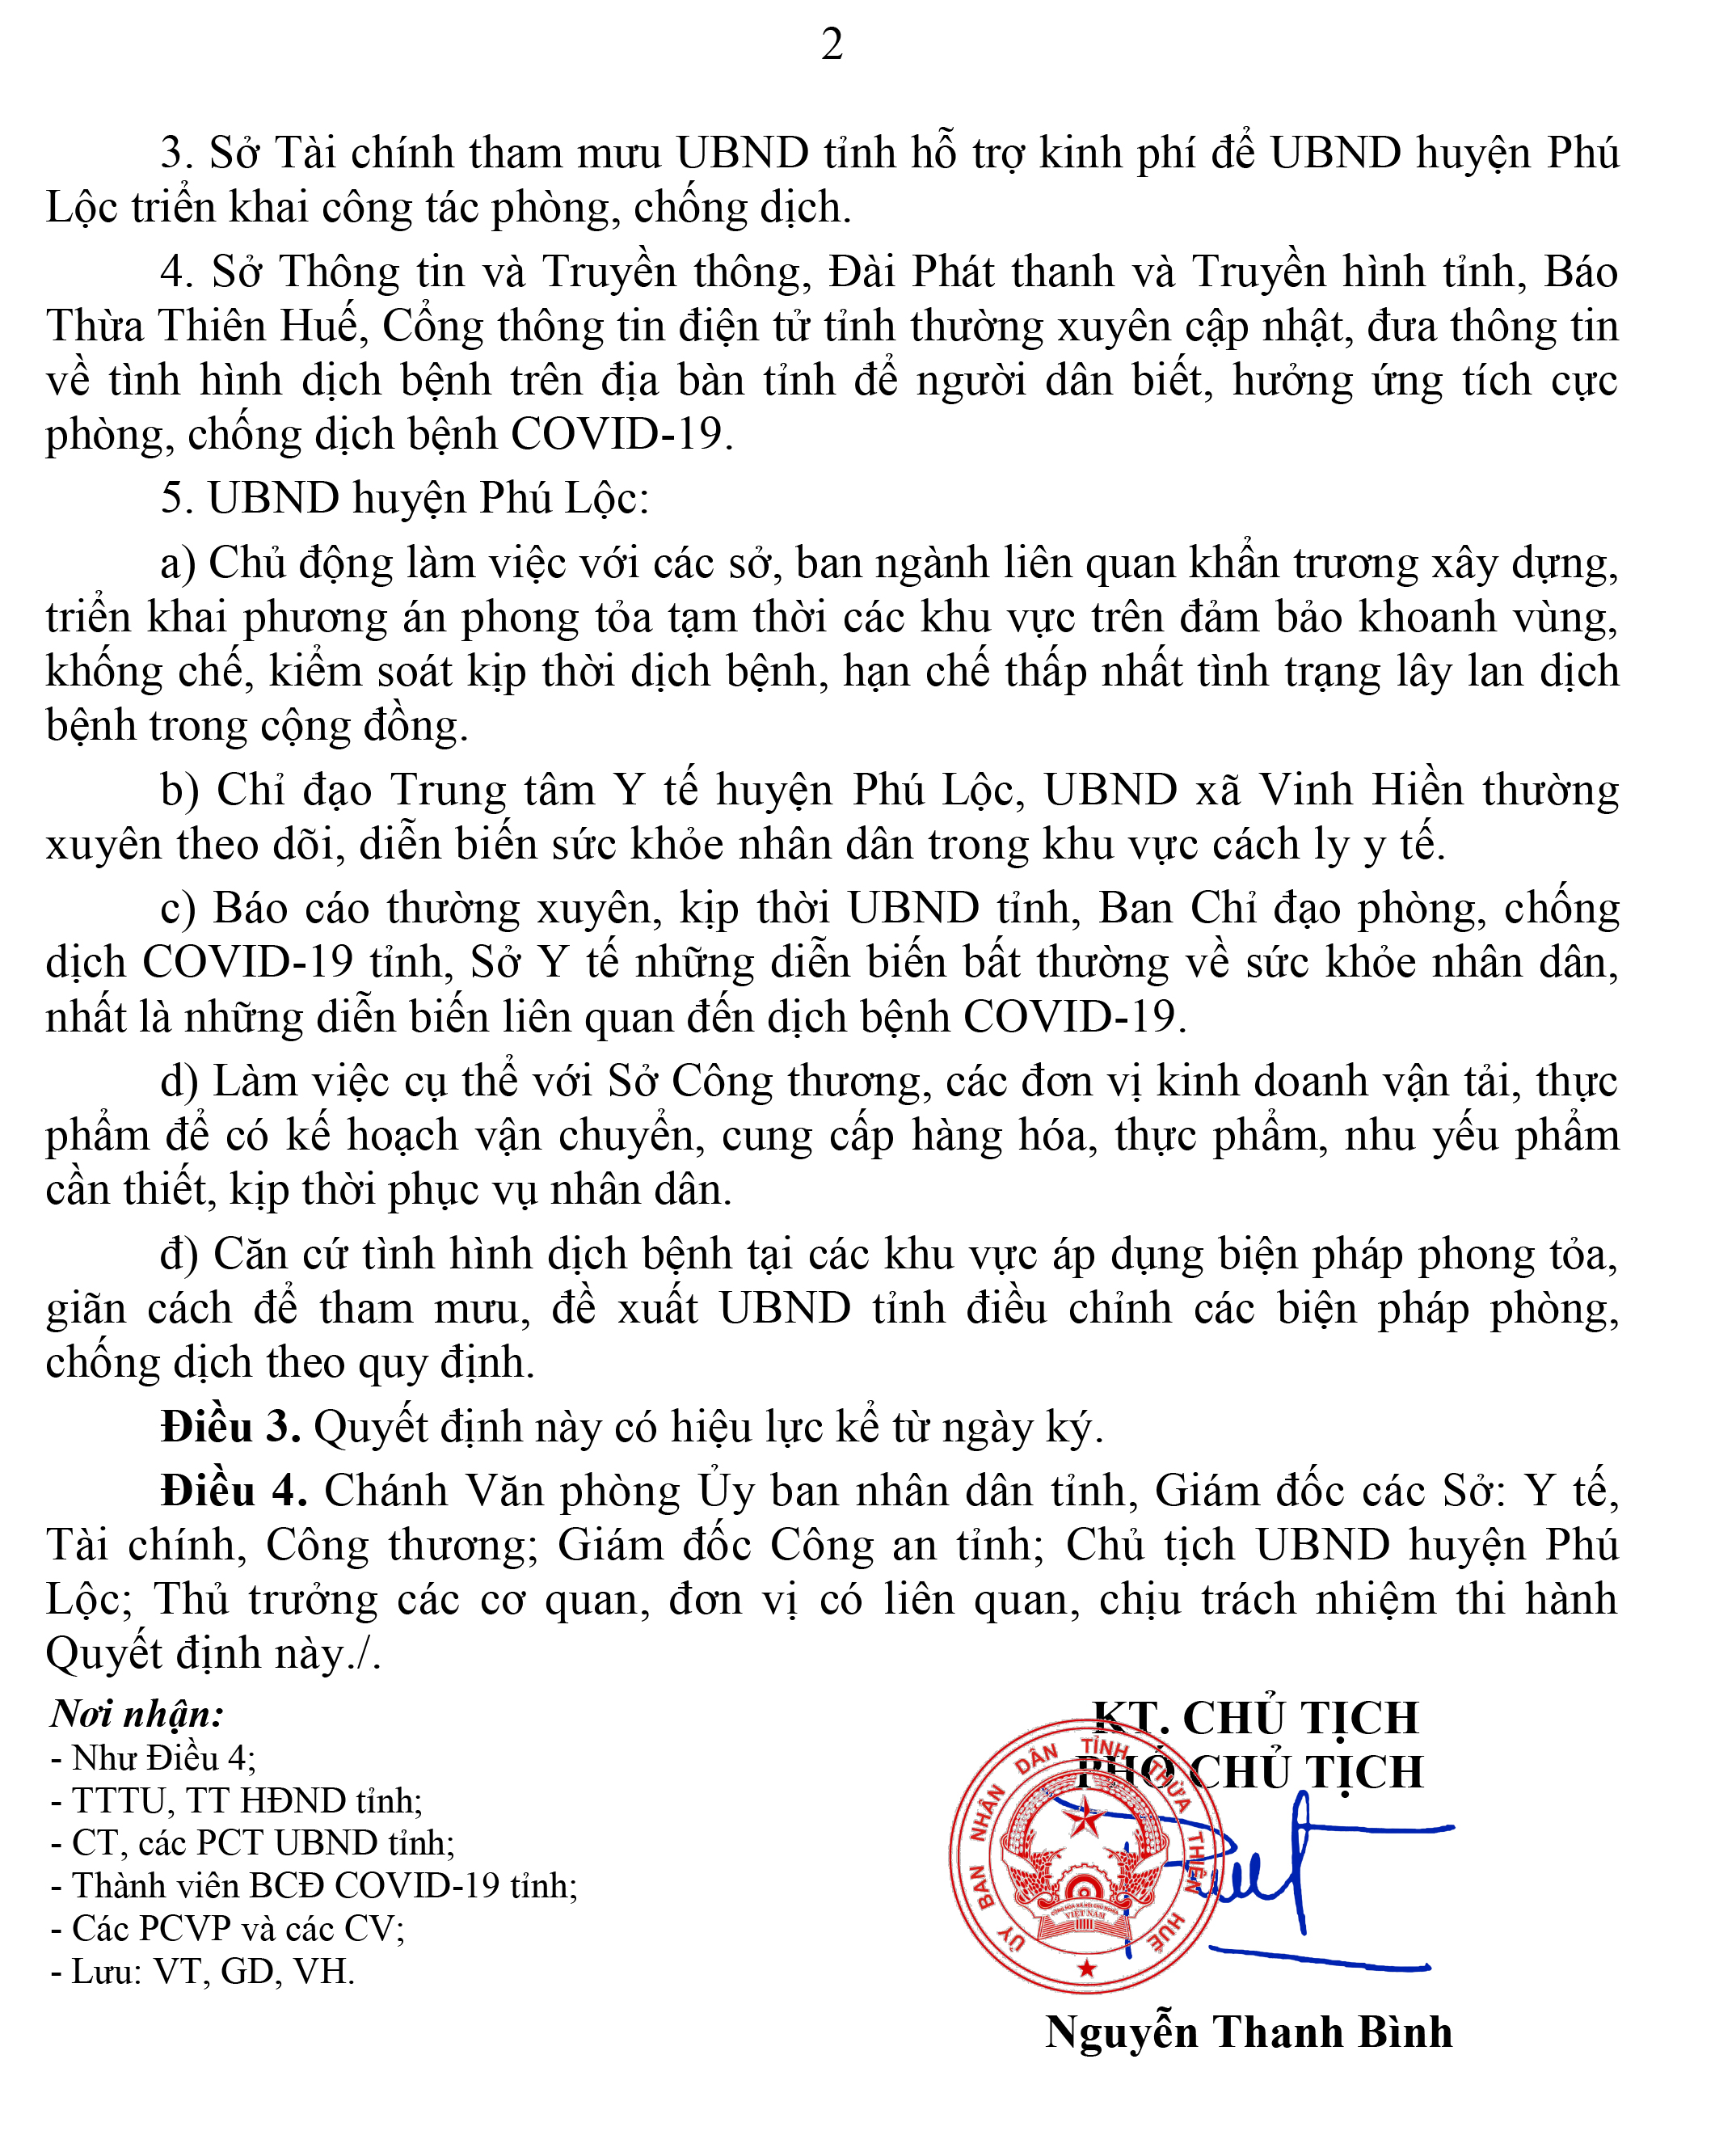 2
3. Sở Tài chính tham mưu UBND tỉnh hỗ trợ kinh phí để UBND huyện Phú
Lộc triển khai công tác phòng, chống dịch.
4. Sở Thông tin và Truyền thông, Đài Phát thanh và Truyền hình tỉnh, Báo
Thừa Thiên Huế, Cổng thông tin điện tử tỉnh thường xuyên cập nhật, đưa thông tin
về tình hình dịch bệnh trên địa bàn tỉnh để người dân biết, hưởng ứng tích cực
phòng, chống dịch bệnh COVID-19.
5. UBND huyện Phú Lộc:
a) Chủ động làm việc với các sở, ban ngành liên quan khẩn trương xây dựng,
triển khai phương án phong tỏa tạm thời các khu vực trên đảm bảo khoanh vùng,
khống chế, kiểm soát kịp thời dịch bệnh, hạn chế thấp nhất tình trạng lây lan dịch
bệnh trong cộng đồng.
b) Chỉ đạo Trung tâm Y tế huyện Phú Lộc, UBND xã Vinh Hiền thường
xuyên theo dõi, diễn biến sức khỏe nhân dân trong khu vực cách ly y tế.
c) Báo cáo thường xuyên, kịp thời UBND tỉnh, Ban Chỉ đạo phòng, chống
dịch COVID-19 tỉnh, Sở Y tế những diễn biến bất thường về sức khỏe nhân dân,
nhất là những diễn biến liên quan đến dịch bệnh COVID-19.
d) Làm việc cụ thể với Sở Công thương, các đơn vị kinh doanh vận tải, thực
phẩm để có kế hoạch vận chuyển, cung cấp hàng hóa, thực phẩm, nhu yếu phẩm
cần thiết, kịp thời phục vụ nhân dân.
đ) Căn cứ tình hình dịch bệnh tại các khu vực áp dụng biện pháp phong tỏa,
giãn cách để tham mưu, đề xuất UBND tỉnh điều chỉnh các biện pháp phòng,
chống dịch theo quy định.
Điều 3. Quyết định này có hiệu lực kể từ ngày ký.
Điều 4. Chánh Văn phòng Ủy ban nhân dân tỉnh, Giám đốc các Sở: Y tế,
Tài chính, Công thương; Giám đốc Công an tỉnh; Chủ tịch UBND huyện Phú
Lộc; Thủ trưởng các cơ quan, đơn vị có liên quan, chịu trách nhiệm thi hành
Quyết định này./.
Nơi nhận:
- Như Điều 4;
- TTTU, TT HĐND tỉnh;
- CT, các PCT UBND tỉnh;
- Thành viên BCĐ COVID-19 tỉnh;
- Các PCVP và các CV;
- Lưu: VT, GD, VH.
KT. CHỦ TỊCH
PHÓ CHỦ TỊCH
ỦY BAN NHÂN DÂN TỈNH THỪA THIÊN HUẾ
CỘNG HÒA XÃ HỘI CHỦ NGHĨA
VIỆT NAM
Nguyễn Thanh Bình